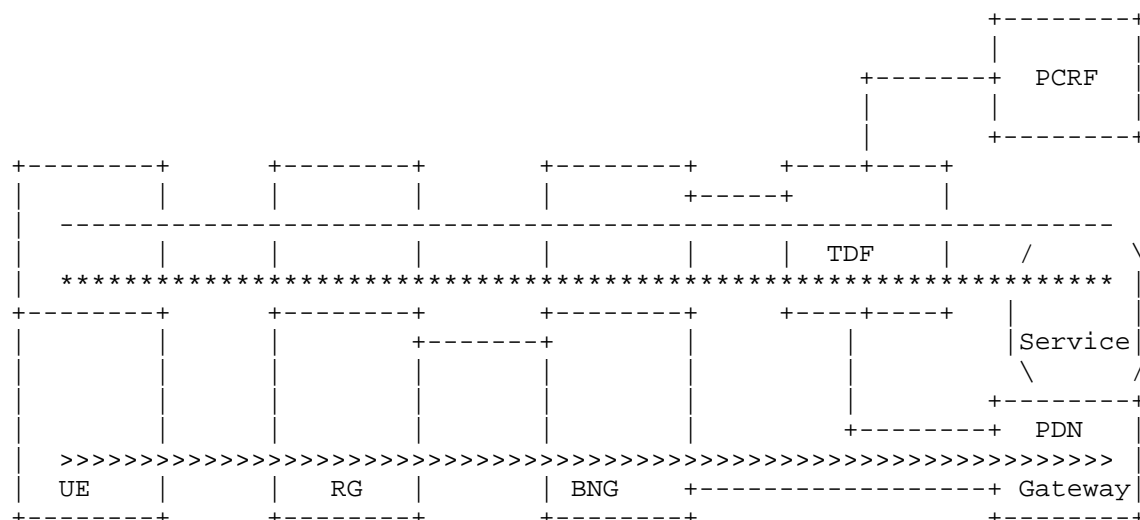 PCRF
TDF
Service
PDN
UE RG BNG Gateway